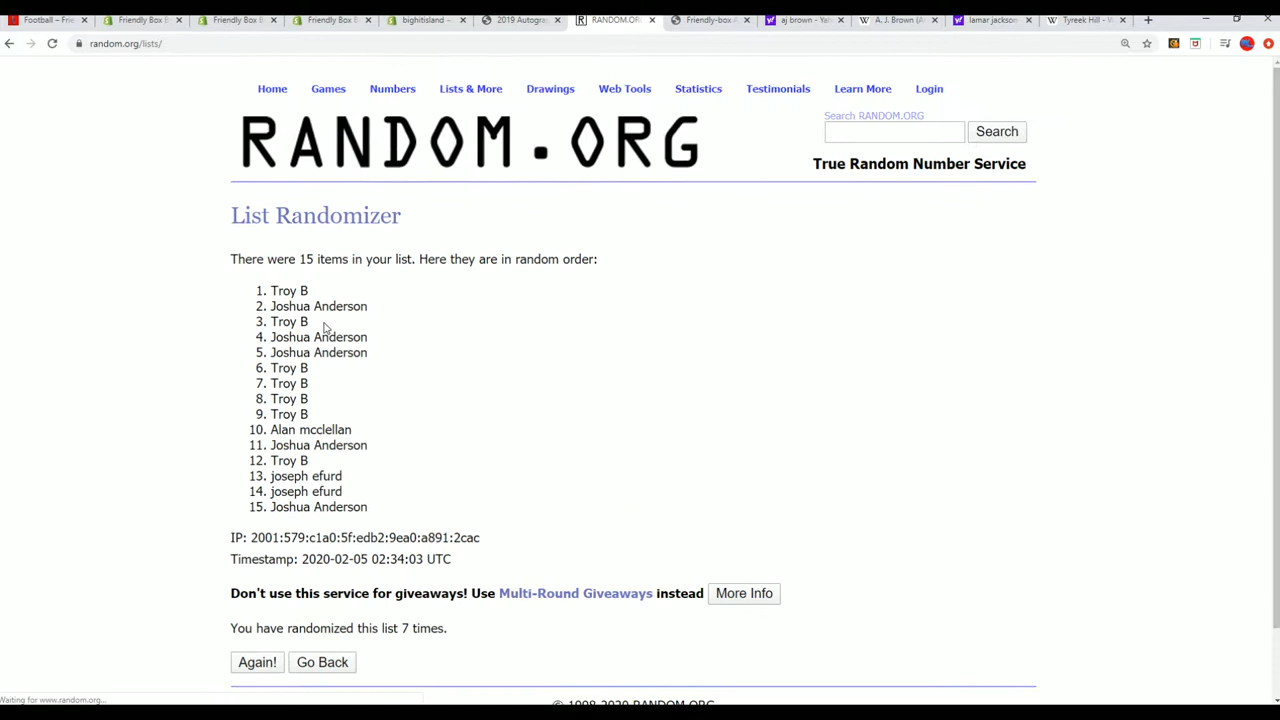 Football – Frie
Friendly Box B
Friendly Box B
Friendly Box B
bighitisland –
2019 Autogra
RANDOM.OR
Friendly-box A
aj brown - Yah
A. J. Brown (A
lamar jackson
Tyreek Hill - W
random.org/lists/
Home Games Numbers Lists & More Drawings Web Tools Statistics Testimonials Learn More Login
Search RANDOM.ORG
RANDOM.ORG
Search
True Random Number Service
List Randomizer
There were 15 items in your list. Here they are in random order:
1. Troy B
2. Joshua Anderson
3. Troy B
4. Joshua Anderson
5. Joshua Anderson
6. Troy B
7. Troy B
8. Troy B
9. Troy B
10. Alan mcclellan
11. Joshua Anderson
12. Troy B
13. joseph efurd
14. joseph efurd
15. Joshua Anderson
IP: 2001:579:c1a0:5f:edb2:9ea0:a891:2cac
Timestamp: 2020-02-05 02:34:03 UTC
Don't use this service for giveaways! Use Multi-Round Giveaways instead More Info
You have randomized this list 7 times.
Again! Go Back
Waiting for www.random.org...
© 1998-2020 RANDOM.ORG